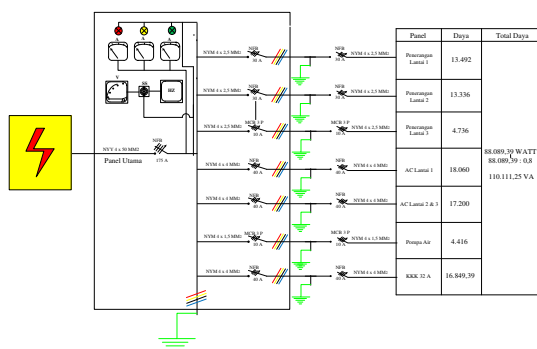 A A A
V SS HZ
NYY 4 x 50 MM2
NFB
175 A
Panel Utama
NYM 4 x 2,5 MM2 NFB 30 A NFB 30 A NYM 4 x 2,5 MM2
NYM 4 x 2,5 MM2 NFB 30 A NFB 30 A NYM 4 x 2,5 MM2
NYM 4 x 2,5 MM2 MCB 3 P 10 A MCB 3 P 10 A NYM 4 x 2,5 MM2
NYM 4 x 4 MM2 NFB 40 A NFB 40 A NYM 4 x 4 MM2
NYM 4 x 4 MM2 NFB 40 A NFB 40 A NYM 4 x 4 MM2
NYM 4 x 1,5 MM2 MCB 3 P 10 A MCB 3 P 10 A NYM 4 x 1,5 MM2
NYM 4 x 4 MM2 NFB 40 A NFB 40 A NYM 4 x 4 MM2
Panel Daya Total Daya
Penerangan
Lantai 1
13.492
Penerangan
Lantai 2
13.336
Penerangan
Lantai 3
4.736
AC Lantai 1 18.060
AC Lantai 2 & 3 17.200
Pompa Air 4.416
KKK 32 A 16.849,39
88.089,39 WATT
88.089,39 : 0,8
110.111,25 VA